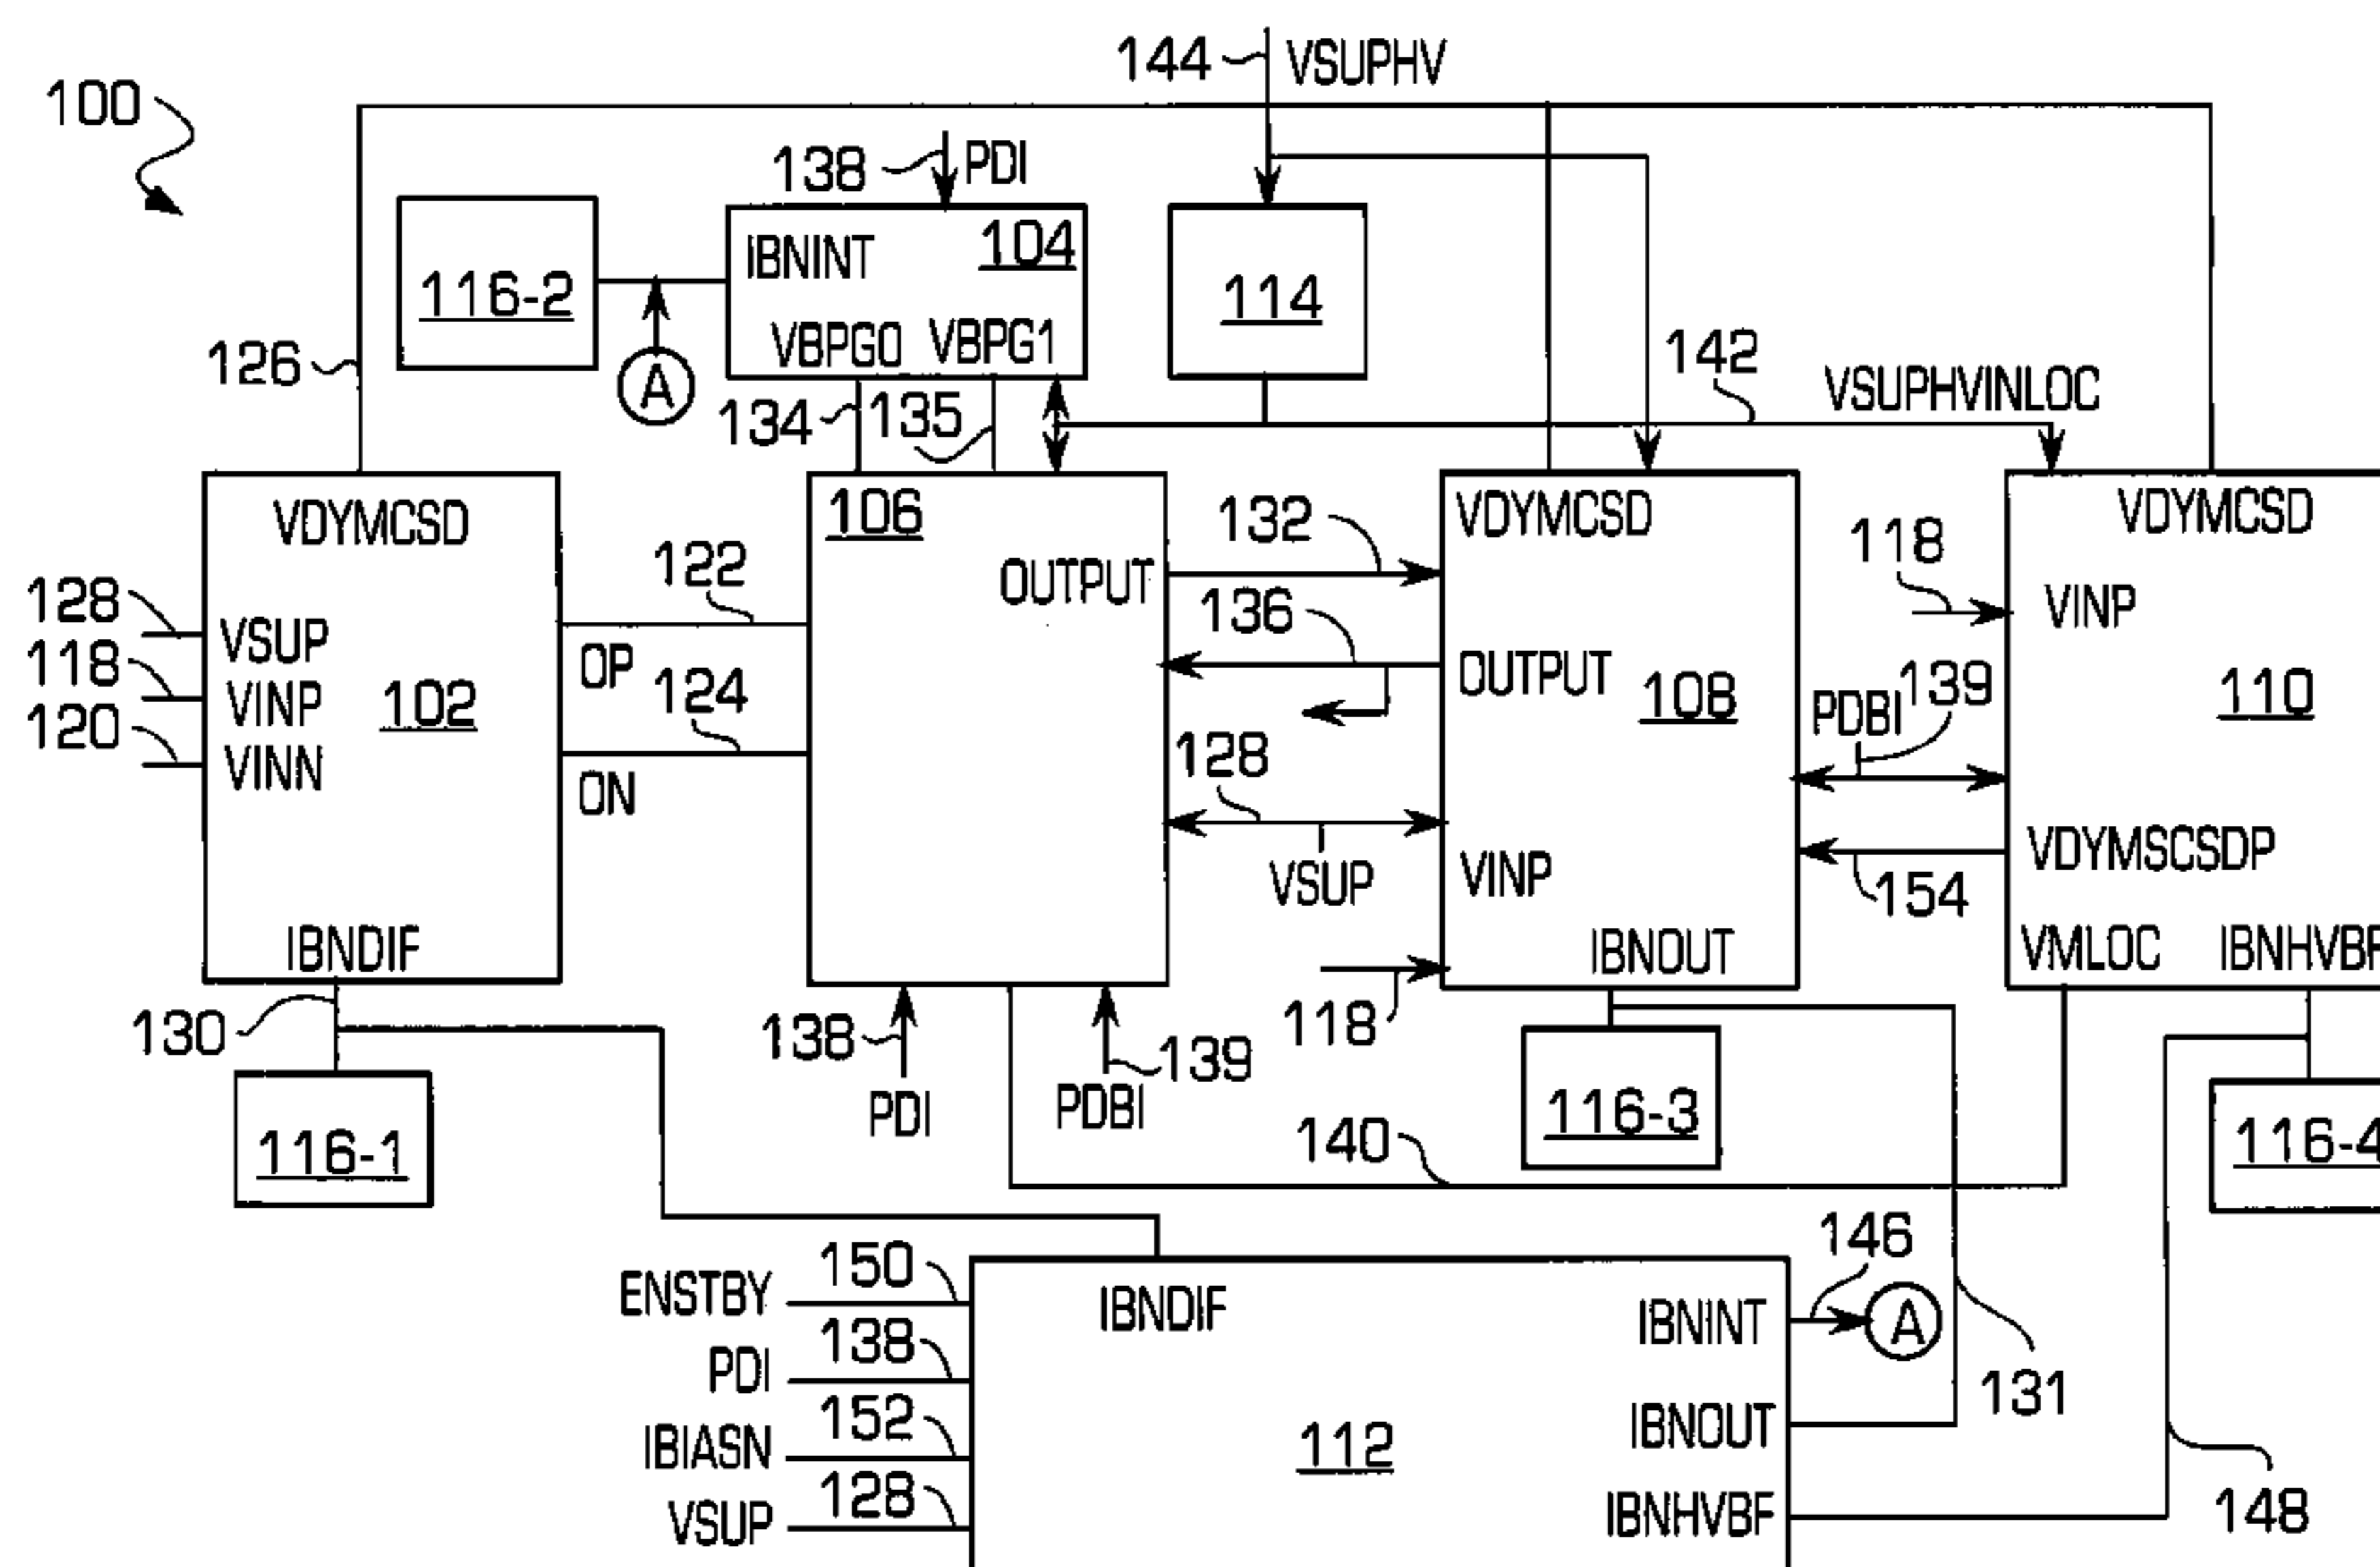 144
VSUPHV
100
138
PDI
IBNINT
104
116-2
114
VBPG0
VBPG1
126
A
134
135
142
VSUPHVINLOC
VDYMCSD
106
132
VDYMCSD
VDYMCSD
118
122
OUTPUT
136
VINP
128
VSUP
OP
OUTPUT
118
VINP
102
124
108
PDBI
139
110
120
VINN
ON
128
VSUP
VINP
VDYMSCSDP
154
IBNDIF
IBNOUT
VMLOC
IBNHVBF
130
138
139
118
PDI
PDBI
116-1
140
116-3
116-4
ENSTBY
150
IBNDIF
IBNINT
146
A
PDI
138
131
IBIASN
152
112
IBNOUT
VSUP
128
IBNHVBF
148